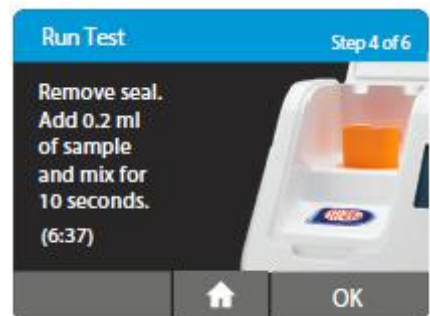 Run Test
Step 4 of 6
Remove seal.
Add 0.2 ml
of sample
and mix for
10 seconds.
(6:37)
OK